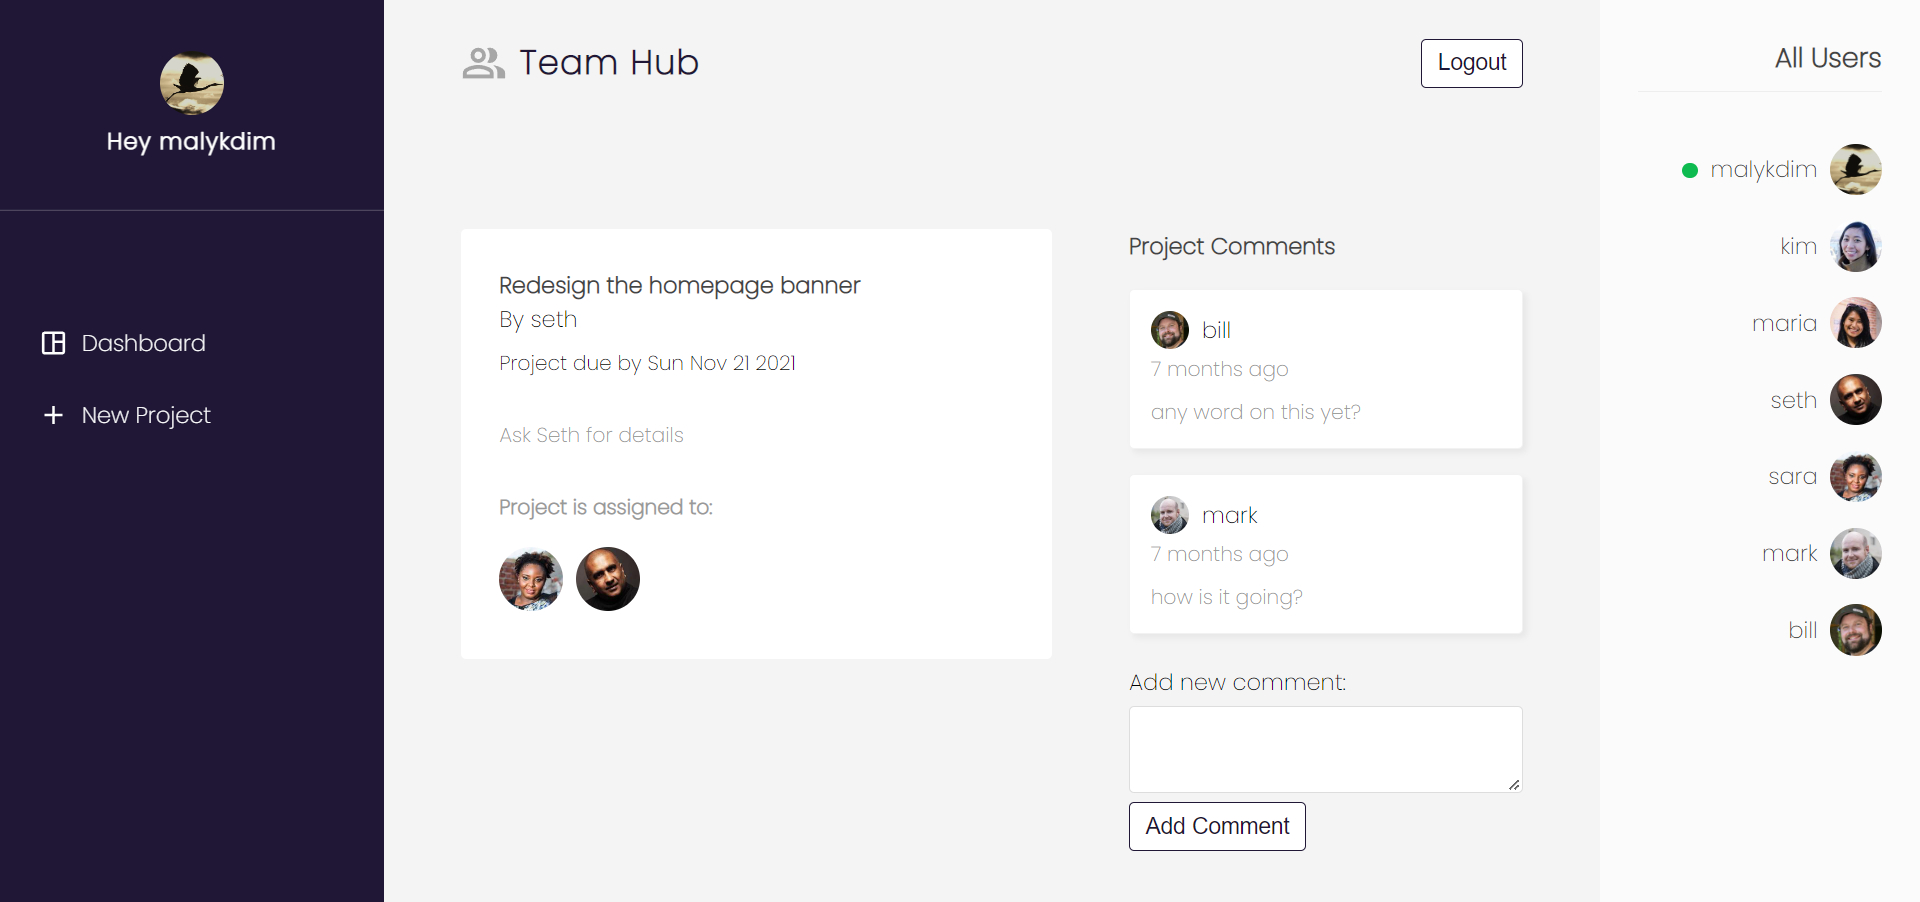 Hey malykdim
Dashboard
New Project
Team Hub
Logout
Redesign the homepage banner
By seth
Project due by Sun Nov 21 2021
Ask Seth for details
Project is assigned to:
Project Comments
bill
7 months ago
any word on this yet?
mark
7 months ago
how is it going?
Add new comment:
Add Comment
All Users
malykdim
kim
maria
seth
sara
mark
bill